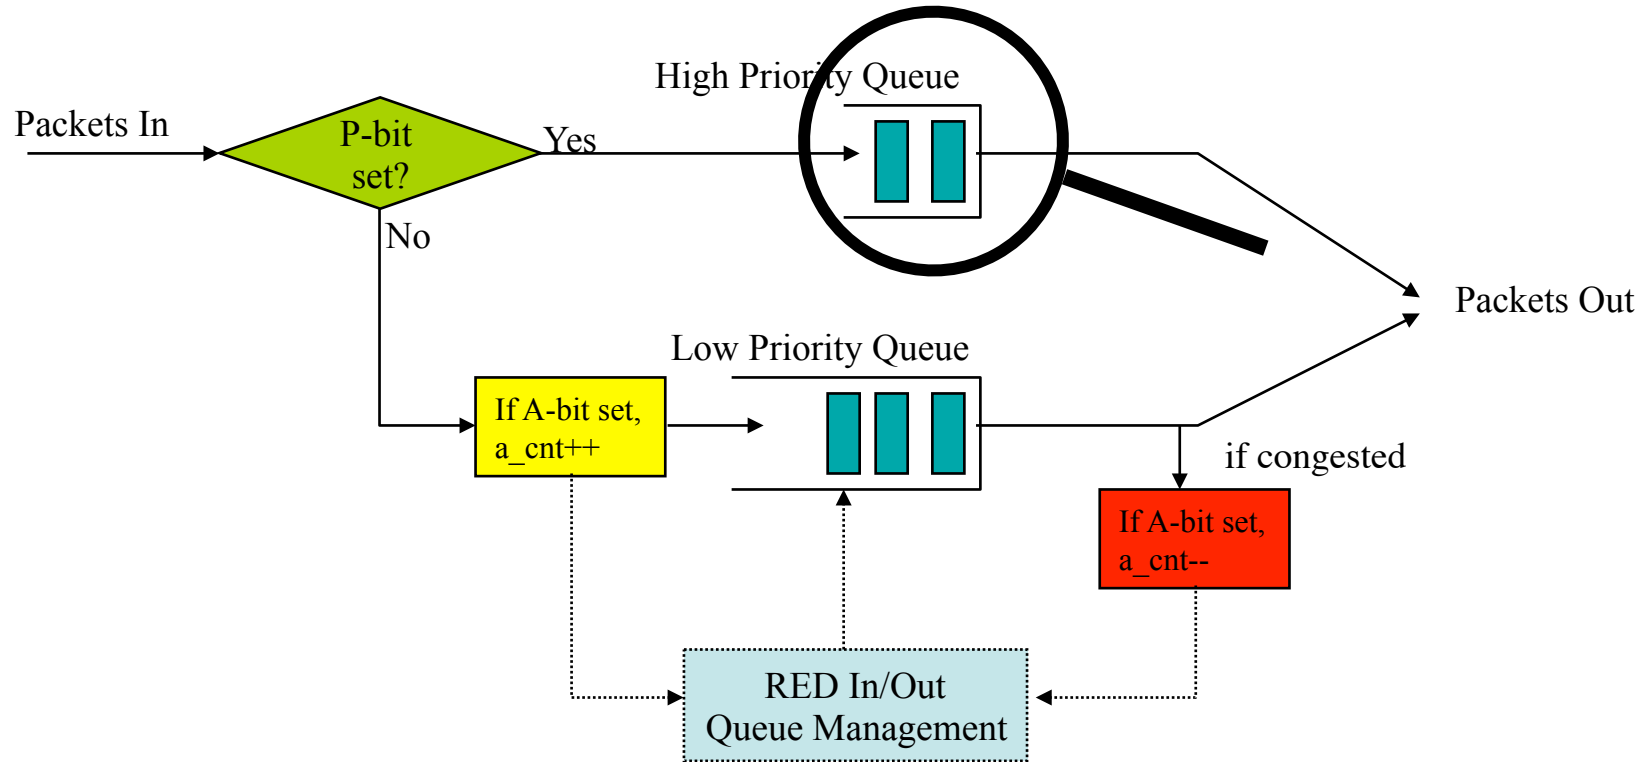 High Priority Queue
Packets In
P-bit
set?
Yes
No
Packets Out
Low Priority Queue
If A-bit set,
a_cnt++
if congested
If A-bit set,
a_cnt--
RED In/Out
Queue Management